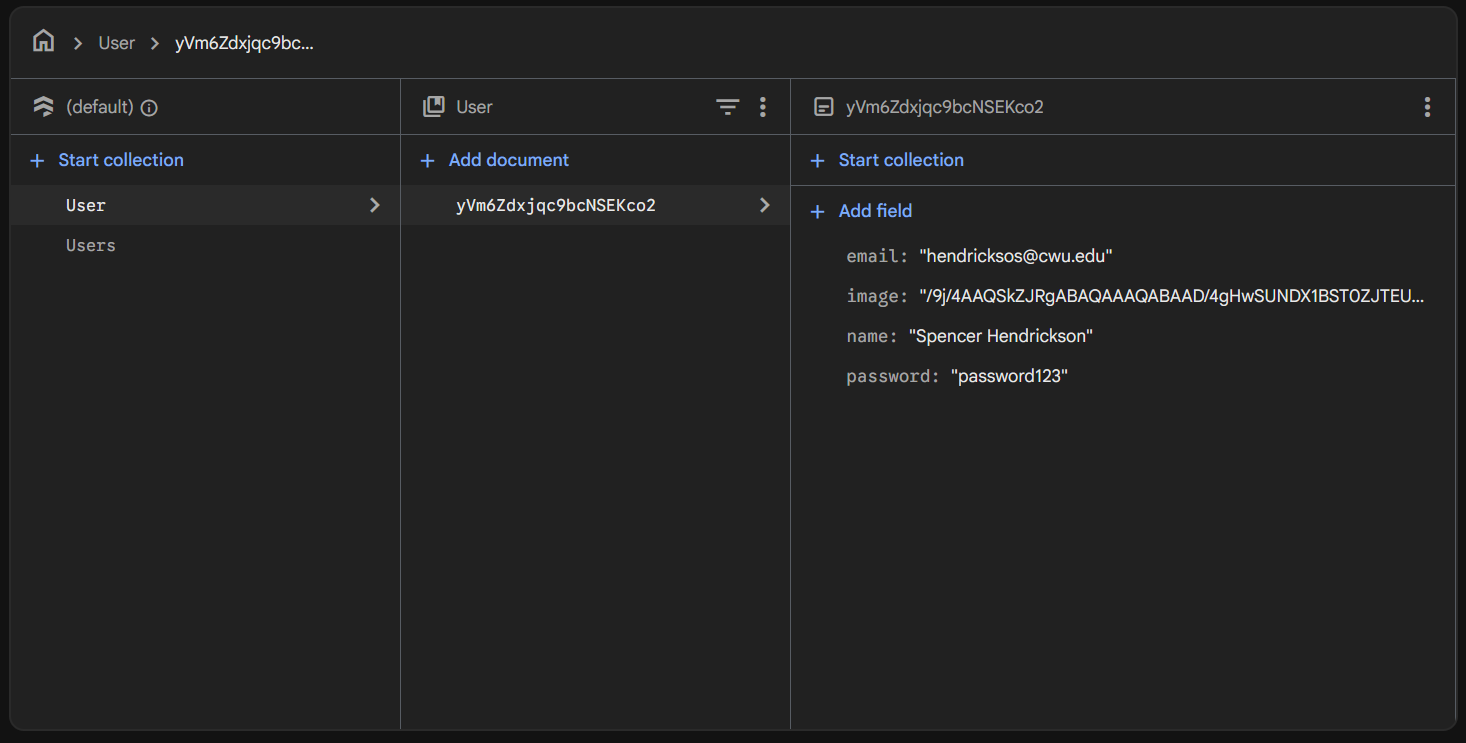 User yVm6Zdxjqc9bc...
(default)
User
yVm6Zdxjqc9bcNSEKco2
+ Start collection
+ Add document
+ Start collection
User
Users
yVm6Zdxjqc9bcNSEKco2
+ Add field
email: "hendricksos@cwu.edu"
image: "/9j/4AAQSkZJRgABAQAAAQABAAD/4gHwSUNDX1BST0ZJTEU...
name: "Spencer Hendrickson"
password: "password123"